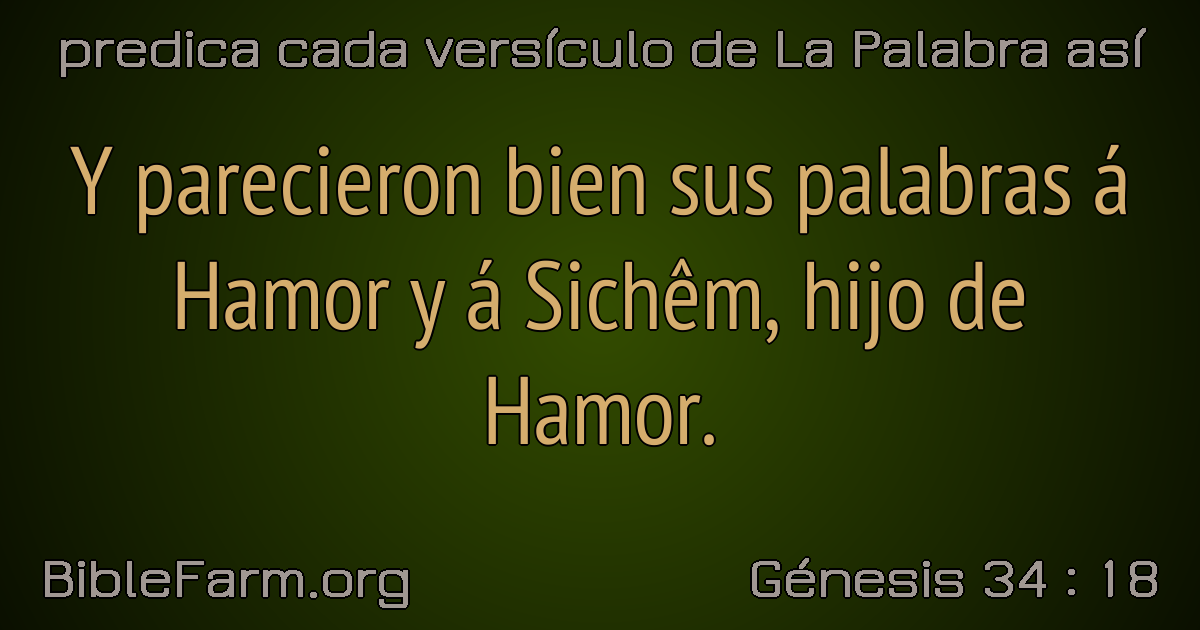 predica cada versículo de La Palabra así
Y parecieron bien sus palabras á
Hamor y á Sichêm, hijo de
Hamor.
BibleFarm.org
Génesis 34 : 18